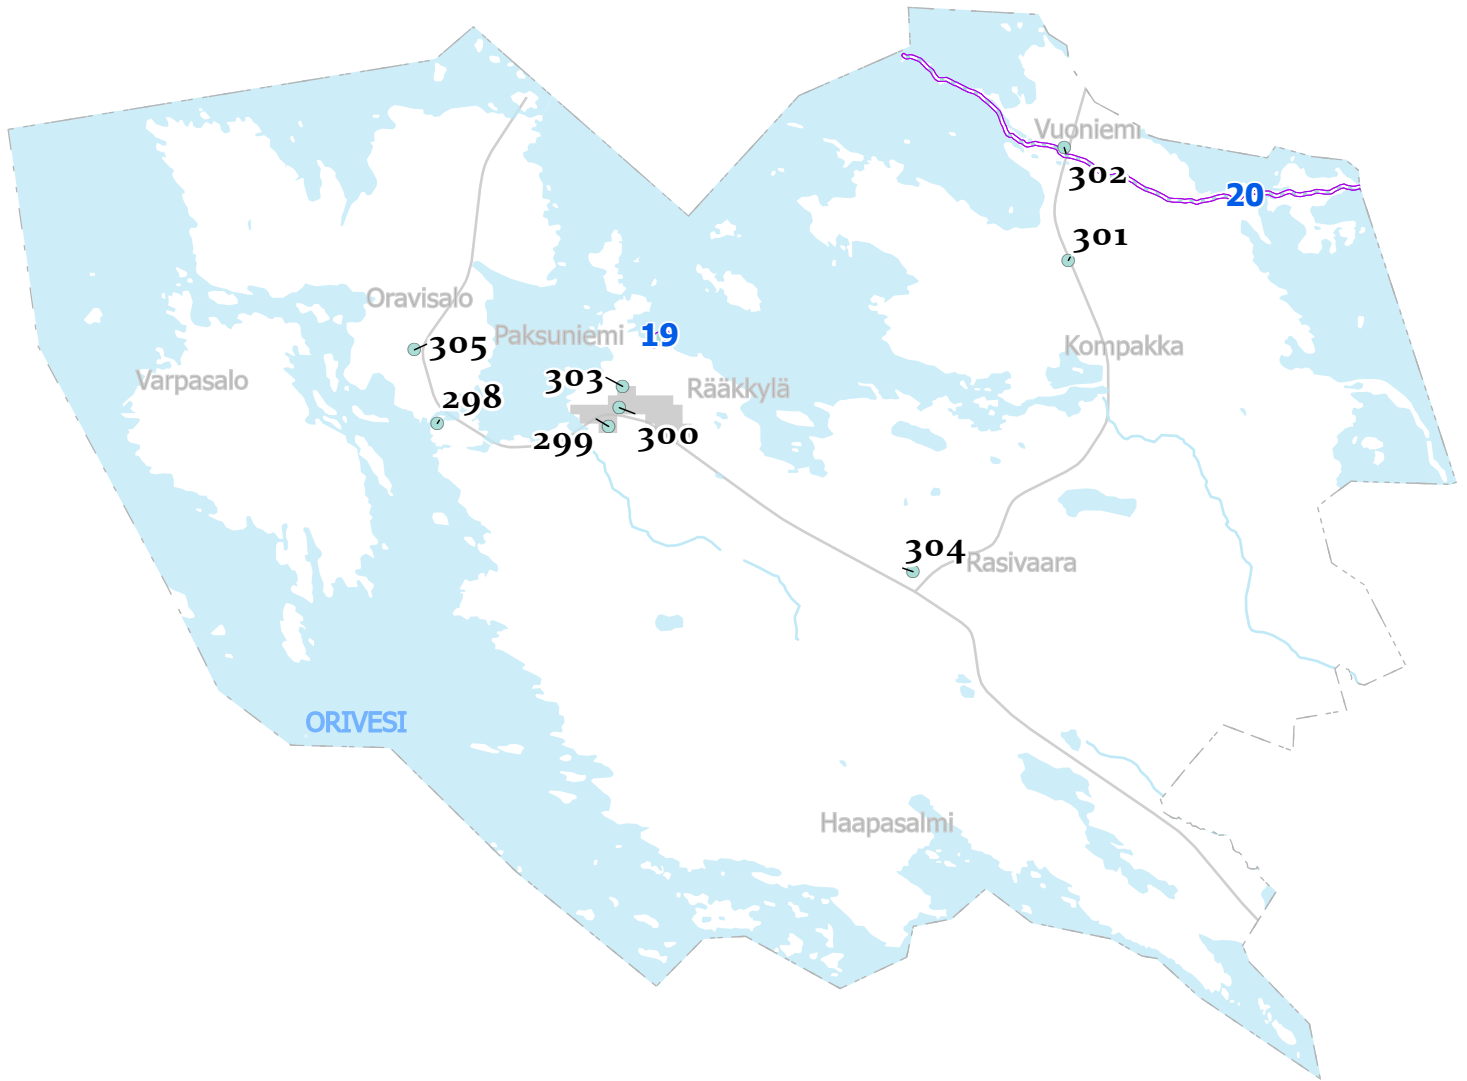 Vuoniemi
302
20
301
Oravisalo
Paksuniemi
19
305
Kompakka
Varpasalo
303
Rääkkylä
298
299
300
304
Rasivaara
ORIVESI
Haapasalmi